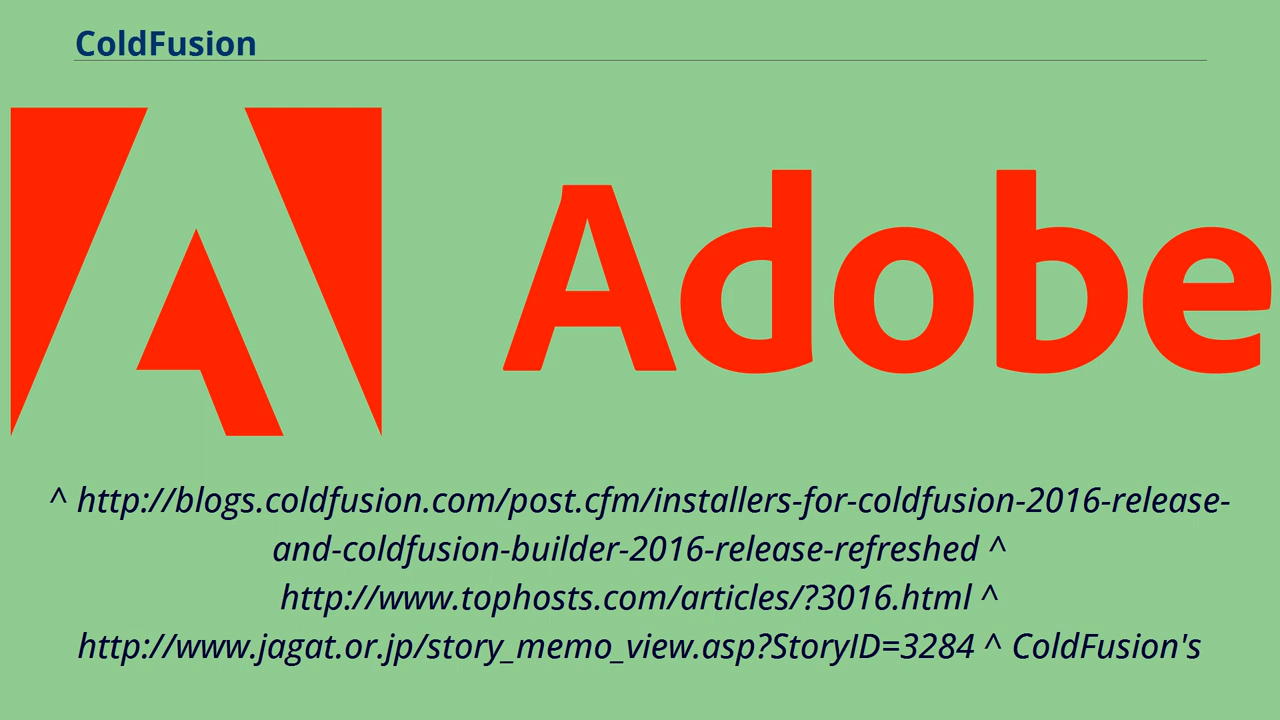 ColdFusion
Adobe
^ http://blogs.coldfusion.com/post.cfm/installers-for-coldfusion-2016-release-
and-coldfusion-builder-2016-release-refreshed ^
http://www.tophosts.com/articles/?3016.html ^
http://www.jagat.or.jp/story_memo_view.asp?StoryID=3284 ^ ColdFusion's